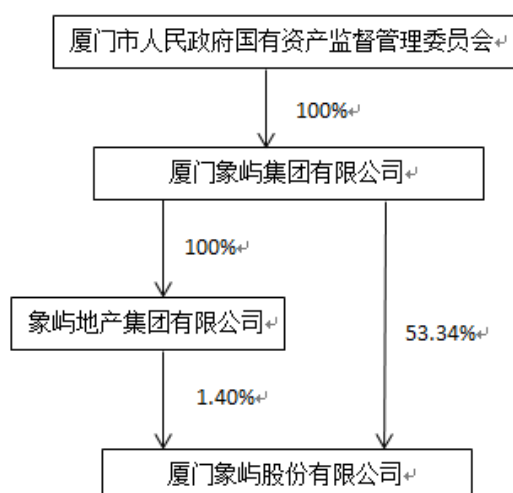 厦门市人民政府国有资产监督管理委员会↵
100%↵
厦门象屿集团有限公司↵
100%↵
象屿地产集团有限公司↵
53.34%↵
1.40%↵
厦门象屿股份有限公司↵